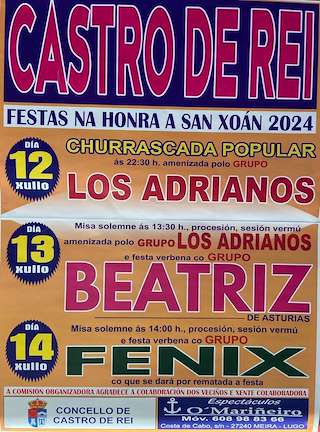 CASTRO DE REI
FESTAS NA HONRA A SAN XOÁN 2024
DÍA
12
xullo
CHURRASCADA POPULAR
ás 22:30 h. amenizada polo GRUPO
LOS ADRIANOS
DÍA
13
xullo
Misa solemne ás 13:30 h., procesión, sesión vermú
amenizada polo GRUPO LOS ADRIANOS
e festa verbena co GRUPO
BEATRIZ
DE ASTURIAS
DÍA
14
xullo
Misa solemne ás 14:00 h., procesión, sesión vermú
e festa verbena co GRUPO
FENIX
co que se dará por rematada a festa
A COMISIÓN ORGANIZADORA AGRADECE A COLABORACIÓN DOS VECIÑOS E XENTE COLABORADORA
CONCELLO DE
CASTRO DE REI
Espectáculos
O´Mariñeiro
Móv. 608 98 83 66
Costa de Cabo, s/n - 27240 MEIRA - LUGO